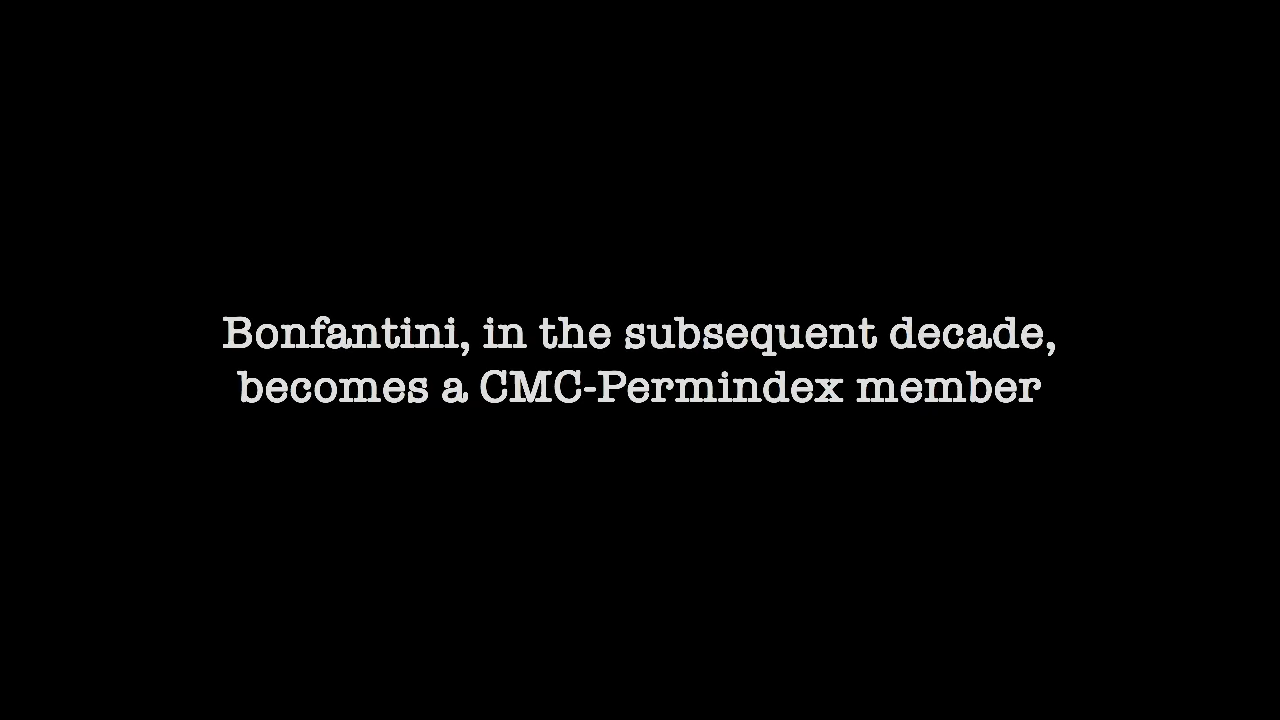 Bonfantini, in the subsequent decade,
becomes a CMC-Permindex member